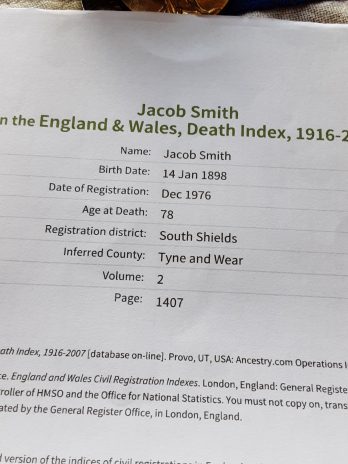 Jacob Smith
n the England & Wales, Death Index, 1916-2
Name: Jacob Smith
Birth Date: 14 Jan 1898
Date of Registration: Dec 1976
Age at Death: 78
Registration district: South Shields
Inferred County: Tyne and Wear
Volume: 2
Page: 1407
ath Index, 1916-2007 [database on-line]. Provo, UT, USA: Ancestry.com Operations I
e. England and Wales Civil Registration Indexes. London, England: General Registe
roller of HMSO and the Office for National Statistics. You must not copy on, trans
ated by the General Register Office, in London, England.
d version of the indices of civil registrations in